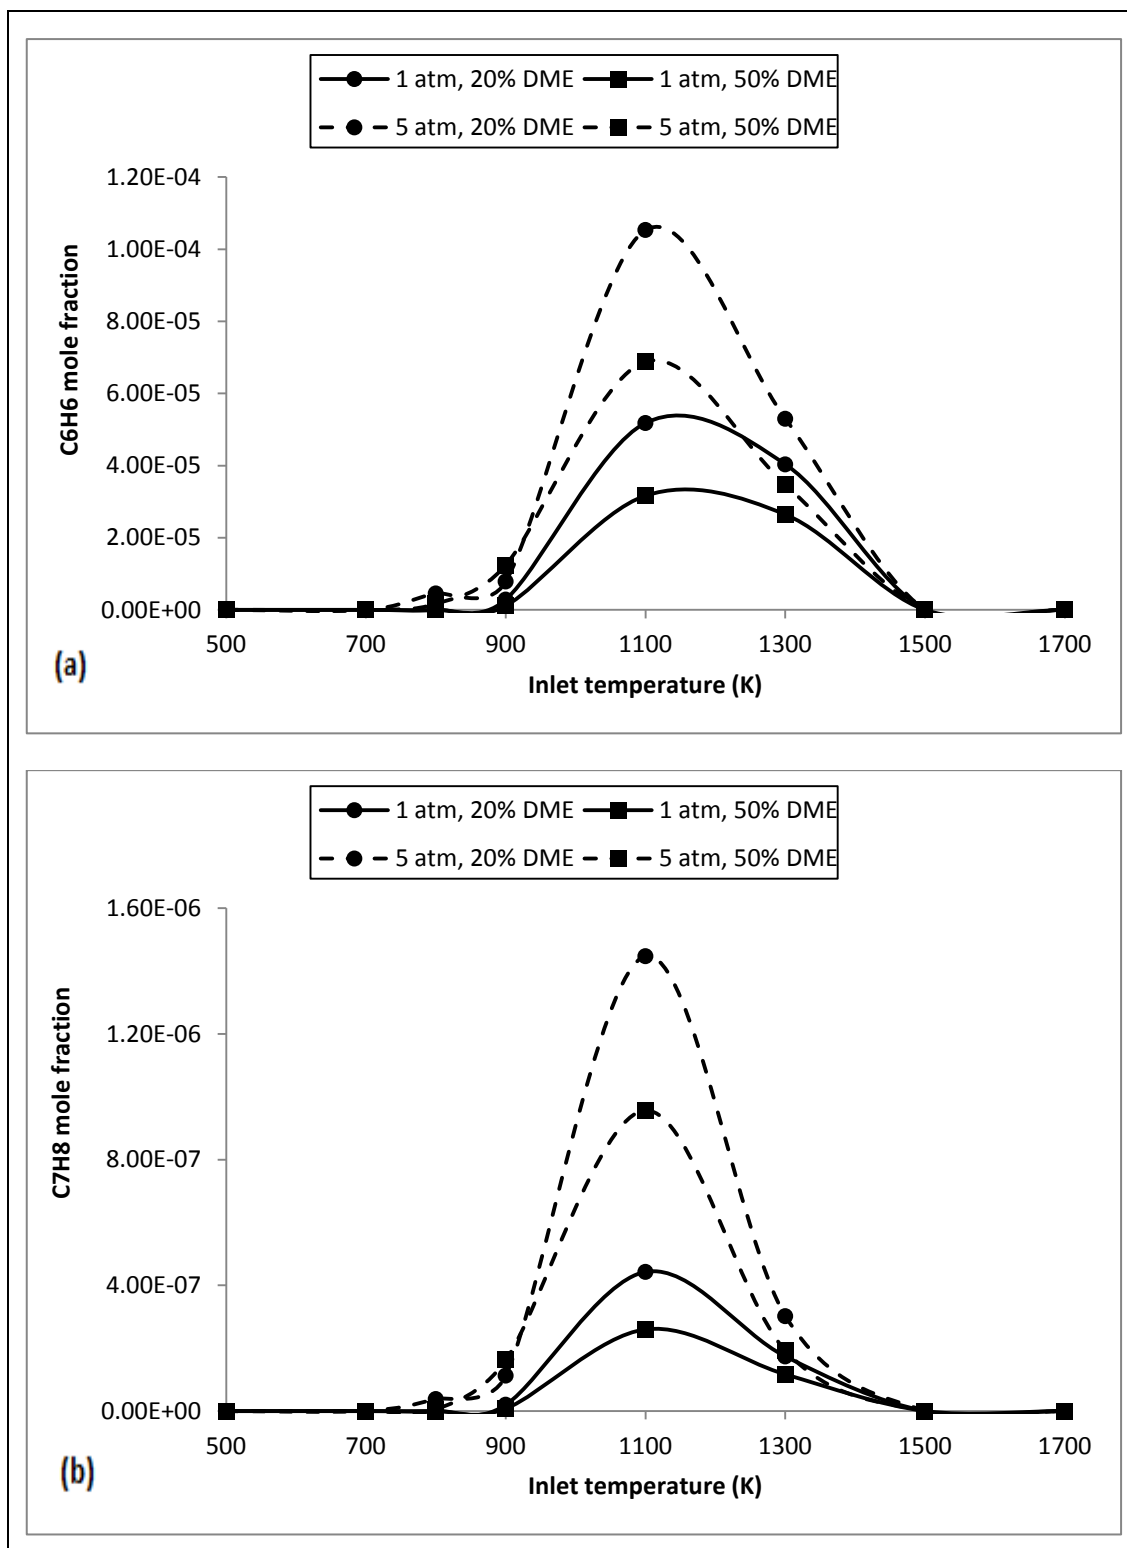 1 atm, 20% DME 1 atm, 50% DME
5 atm, 20% DME 5 atm, 50% DME
1.20E-04
1.00E-04
8.00E-05
6.00E-05
4.00E-05
2.00E-05
0.00E+00
C6H6 mole fraction
500 700 900 1100 1300 1500 1700
Inlet temperature (K)
(a)
1 atm, 20% DME 1 atm, 50% DME
5 atm, 20% DME 5 atm, 50% DME
1.60E-06
1.20E-06
8.00E-07
4.00E-07
0.00E+00
C7H8 mole fraction
500 700 900 1100 1300 1500 1700
Inlet temperature (K)
(b)